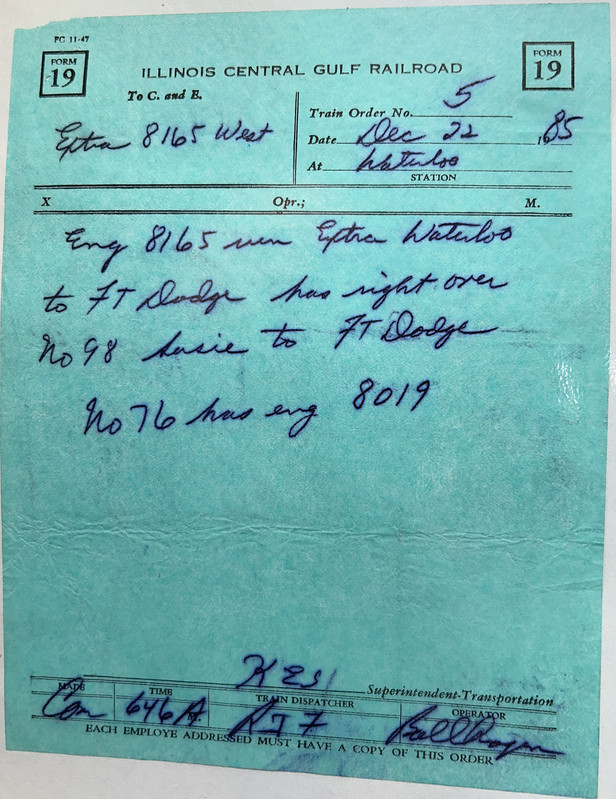 FC 11-47
FORM 19
FORM 19
ILLINOIS CENTRAL GULF RAILROAD
To C. and E.
Extra 8165 West
Train Order No. 5
Date Dec 22, 1985
At Waterloo
STATION
X Opr.; M.
Eng 8165 run Extra Waterloo
to FT Dodge has right over
No 98 to FT Dodge
No 76 has eng 8019
KES
Superintendent-Transportation
MADE TIME TRAIN DISPATCHER OPERATOR
Com 646 A M. RJF
EACH EMPLOYE ADDRESSED MUST HAVE A COPY OF THIS ORDER